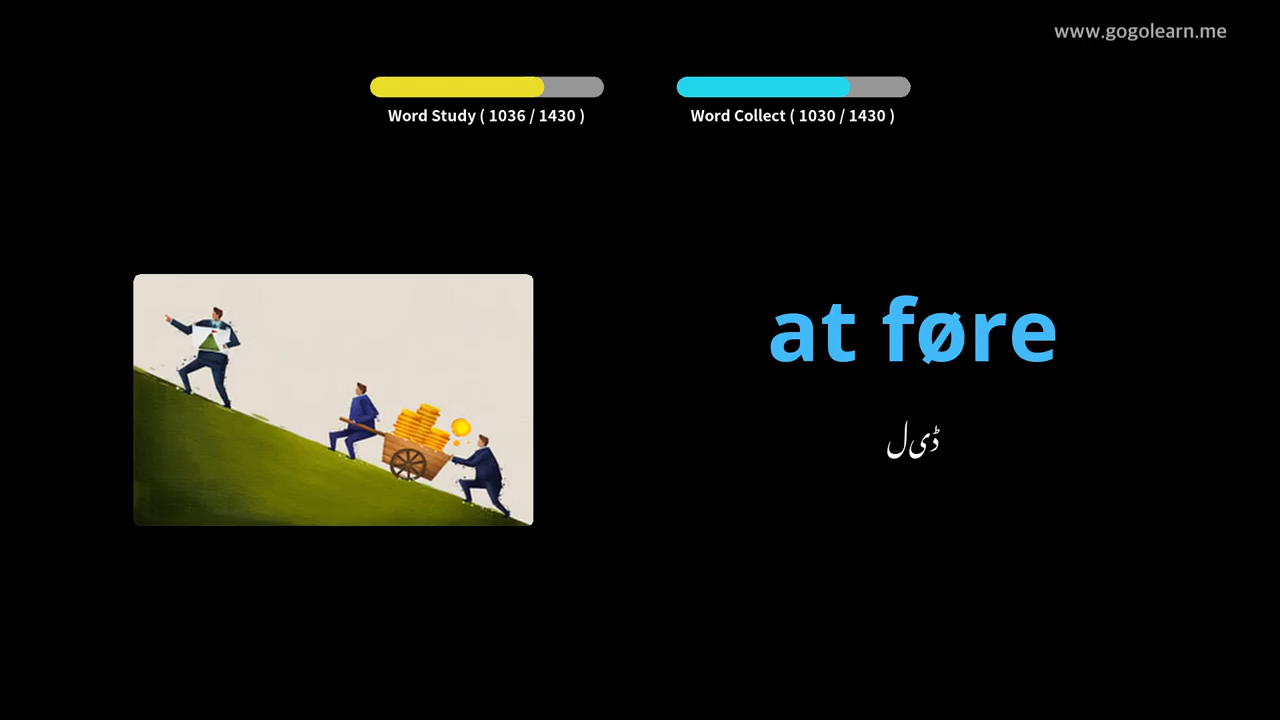 www.gogolearn.me
Word Study ( 1036 / 1430 )
Word Collect ( 1030 / 1430 )
at føre
ڈیل